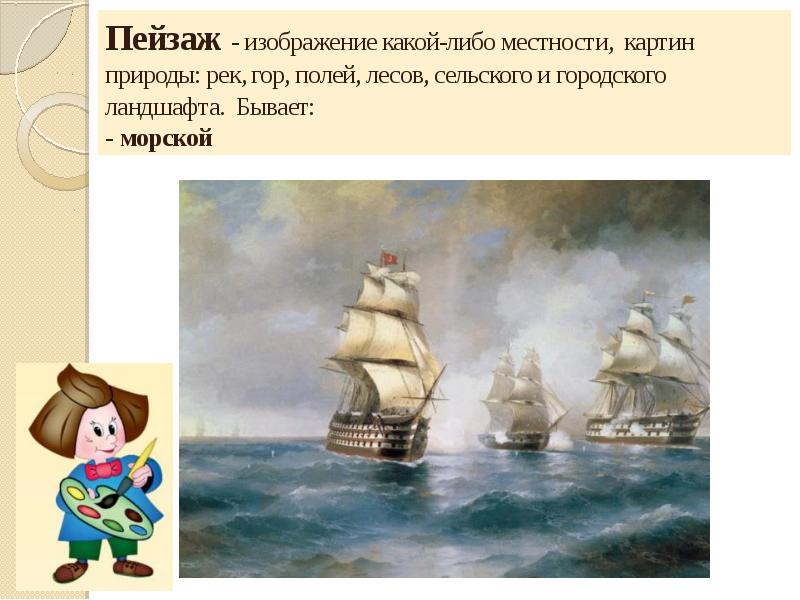 Пейзаж - изображение какой-либо местности, картин
природы: рек, гор, полей, лесов, сельского и городского
ландшафта. Бывает:
- морской